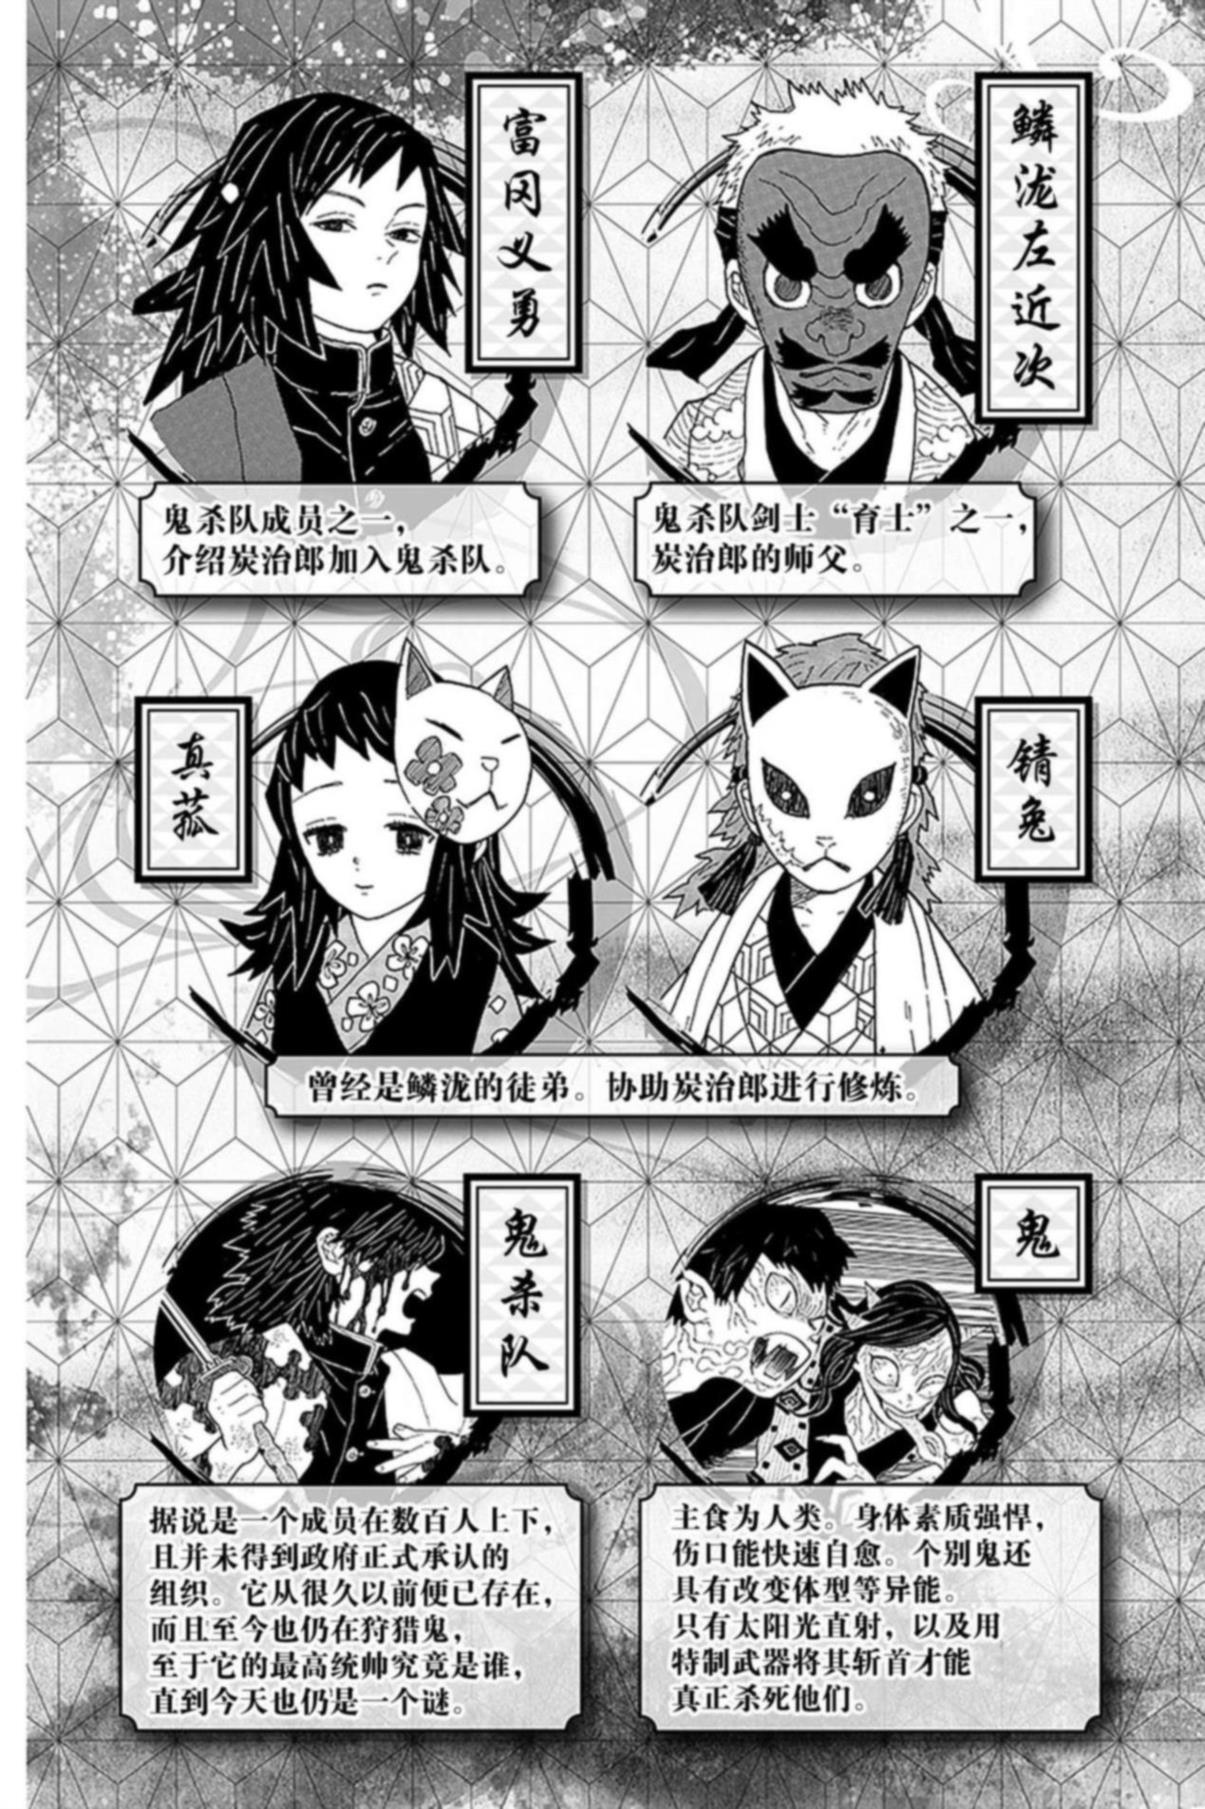 鳞泷左近次
鬼杀队剑士“育士”之一，
炭治郎的师父。
富冈义勇
鬼杀队成员之一，
介绍炭治郎加入鬼杀队。
锖兔
真菰
曾经是鳞泷的徒弟。协助炭治郎进行修炼。
鬼
主食为人类。身体素质强悍，
伤口能快速自愈。个别鬼还
具有改变体型等异能。
只有太阳光直射，以及用
特制武器将其斩首才能
真正杀死他们。
鬼杀队
据说是一个成员在数百人上下，
且并未得到政府正式承认的
组织。它从很久以前便已存在，
而且至今也仍在狩猎鬼，
至于它的最高统帅究竟是谁，
直到今天也仍是一个谜。